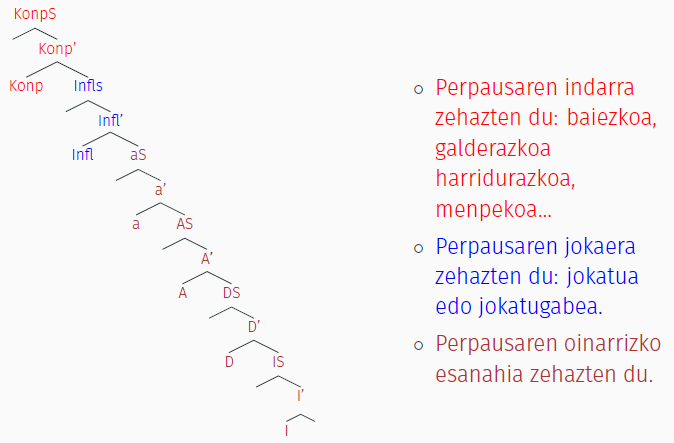 KonpS
Konp’
Konp Infls
Infl’
Infl aS
a’
a AS
A’
A DS
D’
D IS
I’
I
Perpausaren indarra
zehazten du: baiezkoa,
galderazkoa
harridurazkoa,
menpekoa...
Perpausaren jokaera
zehazten du: jokatua
edo jokatugabea.
Perpausaren oinarrizko
esanahia zehazten du.